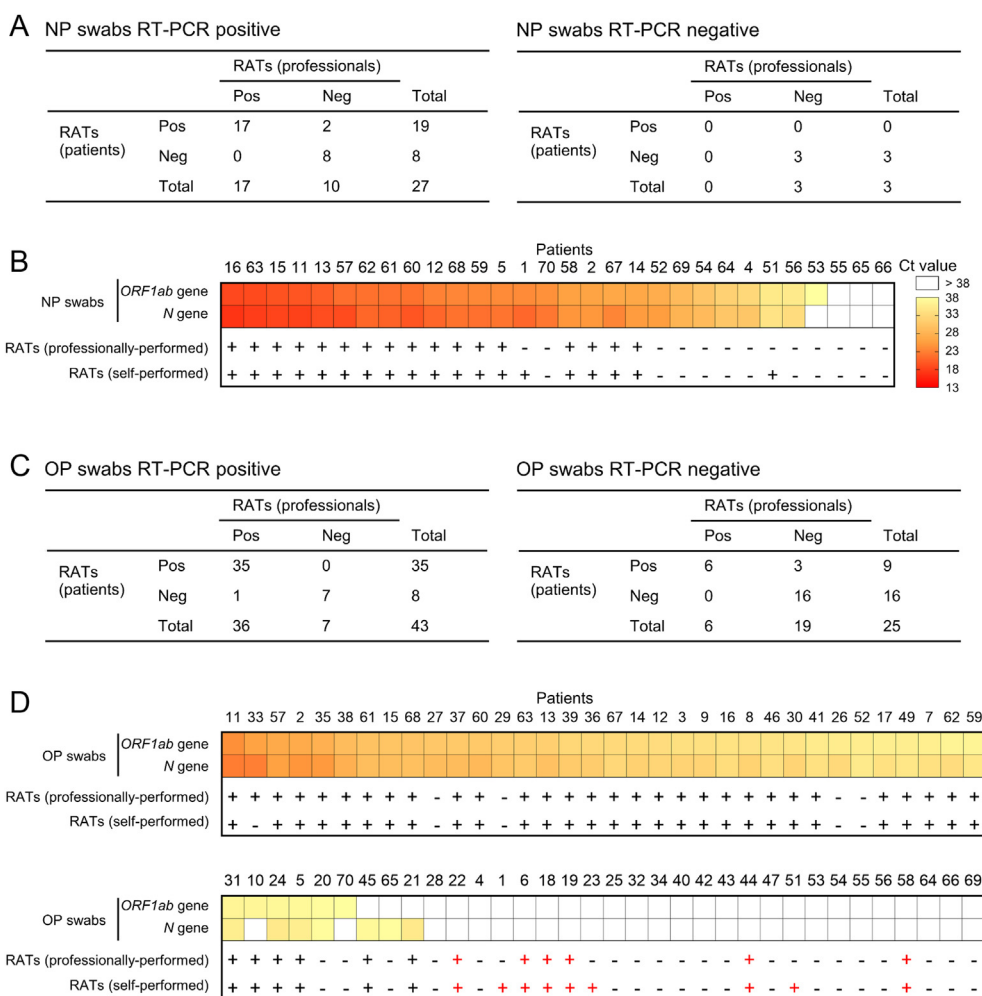 A NP swabs RT-PCR positive
RATs (professionals)
Pos Neg Total
RATs (patients)
Pos 17 2 19
Neg 0 8 8
Total 17 10 27
NP swabs RT-PCR negative
RATs (professionals)
Pos Neg Total
RATs (patients)
Pos 0 0 0
Neg 0 3 3
Total 0 3 3
B
Patients
16 63 15 11 13 57 62 61 60 12 68 59 5 1 70 58 2 67 14 52 69 54 64 4 51 56 53 55 65 66
NP swabs
ORF1ab gene
N gene
RATs (professionally-performed) + + + + + + + + + + + + + - - + + + + - - - - - - - - - - -
RATs (self-performed) + + + + + + + + + + + + + + - + + + + - - - - - + - - - - -
Ct value
> 38
38
33
28
23
18
13
C OP swabs RT-PCR positive
RATs (professionals)
Pos Neg Total
RATs (patients)
Pos 35 0 35
Neg 1 7 8
Total 36 7 43
OP swabs RT-PCR negative
RATs (professionals)
Pos Neg Total
RATs (patients)
Pos 6 3 9
Neg 0 16 16
Total 6 19 25
D
Patients
11 33 57 2 35 38 61 15 68 27 37 60 29 63 13 39 36 67 14 12 3 9 16 8 46 30 41 26 52 17 49 7 62 59
OP swabs
ORF1ab gene
N gene
RATs (professionally-performed) + + + + + + + + + - + + - + + + + + + + + + + + + + + - - + + + + +
RATs (self-performed) + - + + + + + + + - + + - + + + + + + + + + + + + + + - - + + + + +
31 10 24 5 20 70 45 65 21 28 22 4 1 6 18 19 23 25 32 34 40 42 43 44 47 51 53 54 55 56 58 64 66 69
OP swabs
ORF1ab gene
N gene
RATs (professionally-performed) + + + + - - + - + - + - - + + + - - - - - - - + - - - - - - + - - -
RATs (self-performed) + + + + - - + - + - + - + + + + + - - - - - - + - + - - - - + - - -